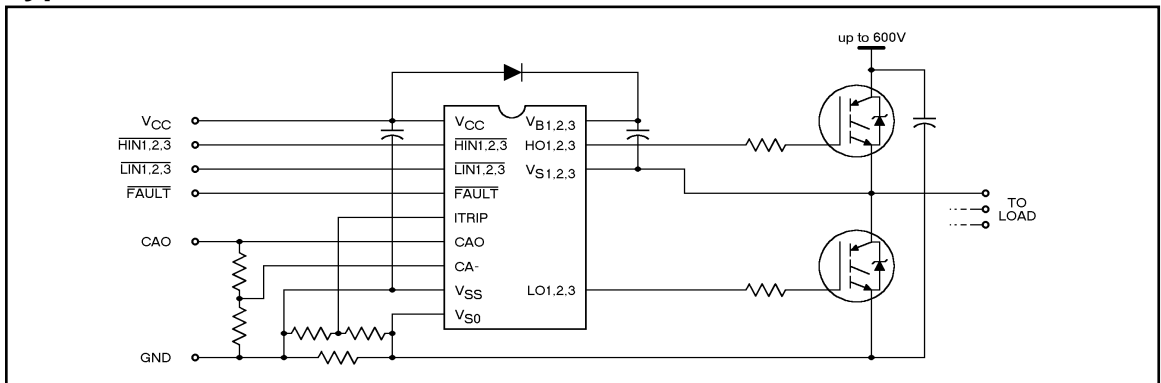 up to 600V
VCC
HIN1,2,3
LIN1,2,3
FAULT
CAO
GND
VCC
HIN1,2,3
LIN1,2,3
FAULT
ITRIP
CAO
CA-
VSS
VS0
VB1,2,3
HO1,2,3
VS1,2,3
LO1,2,3
TO
LOAD